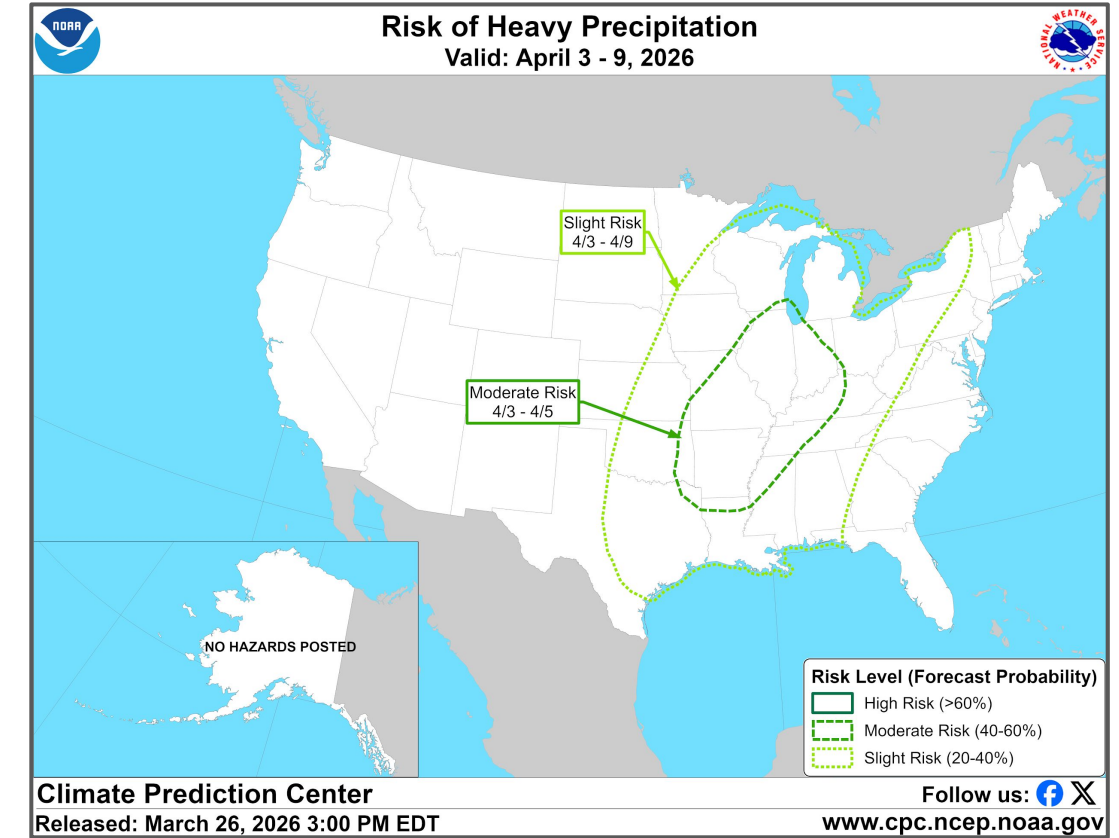 NOAA
Risk of Heavy Precipitation
Valid: April 3 - 9, 2026
NATIONAL WEATHER SERVICE
Slight Risk
4/3 - 4/9
Moderate Risk
4/3 - 4/5
NO HAZARDS POSTED
Risk Level (Forecast Probability)
High Risk (>60%)
Moderate Risk (40-60%)
Slight Risk (20-40%)
Climate Prediction Center
Released: March 26, 2026 3:00 PM EDT
Follow us:
www.cpc.ncep.noaa.gov